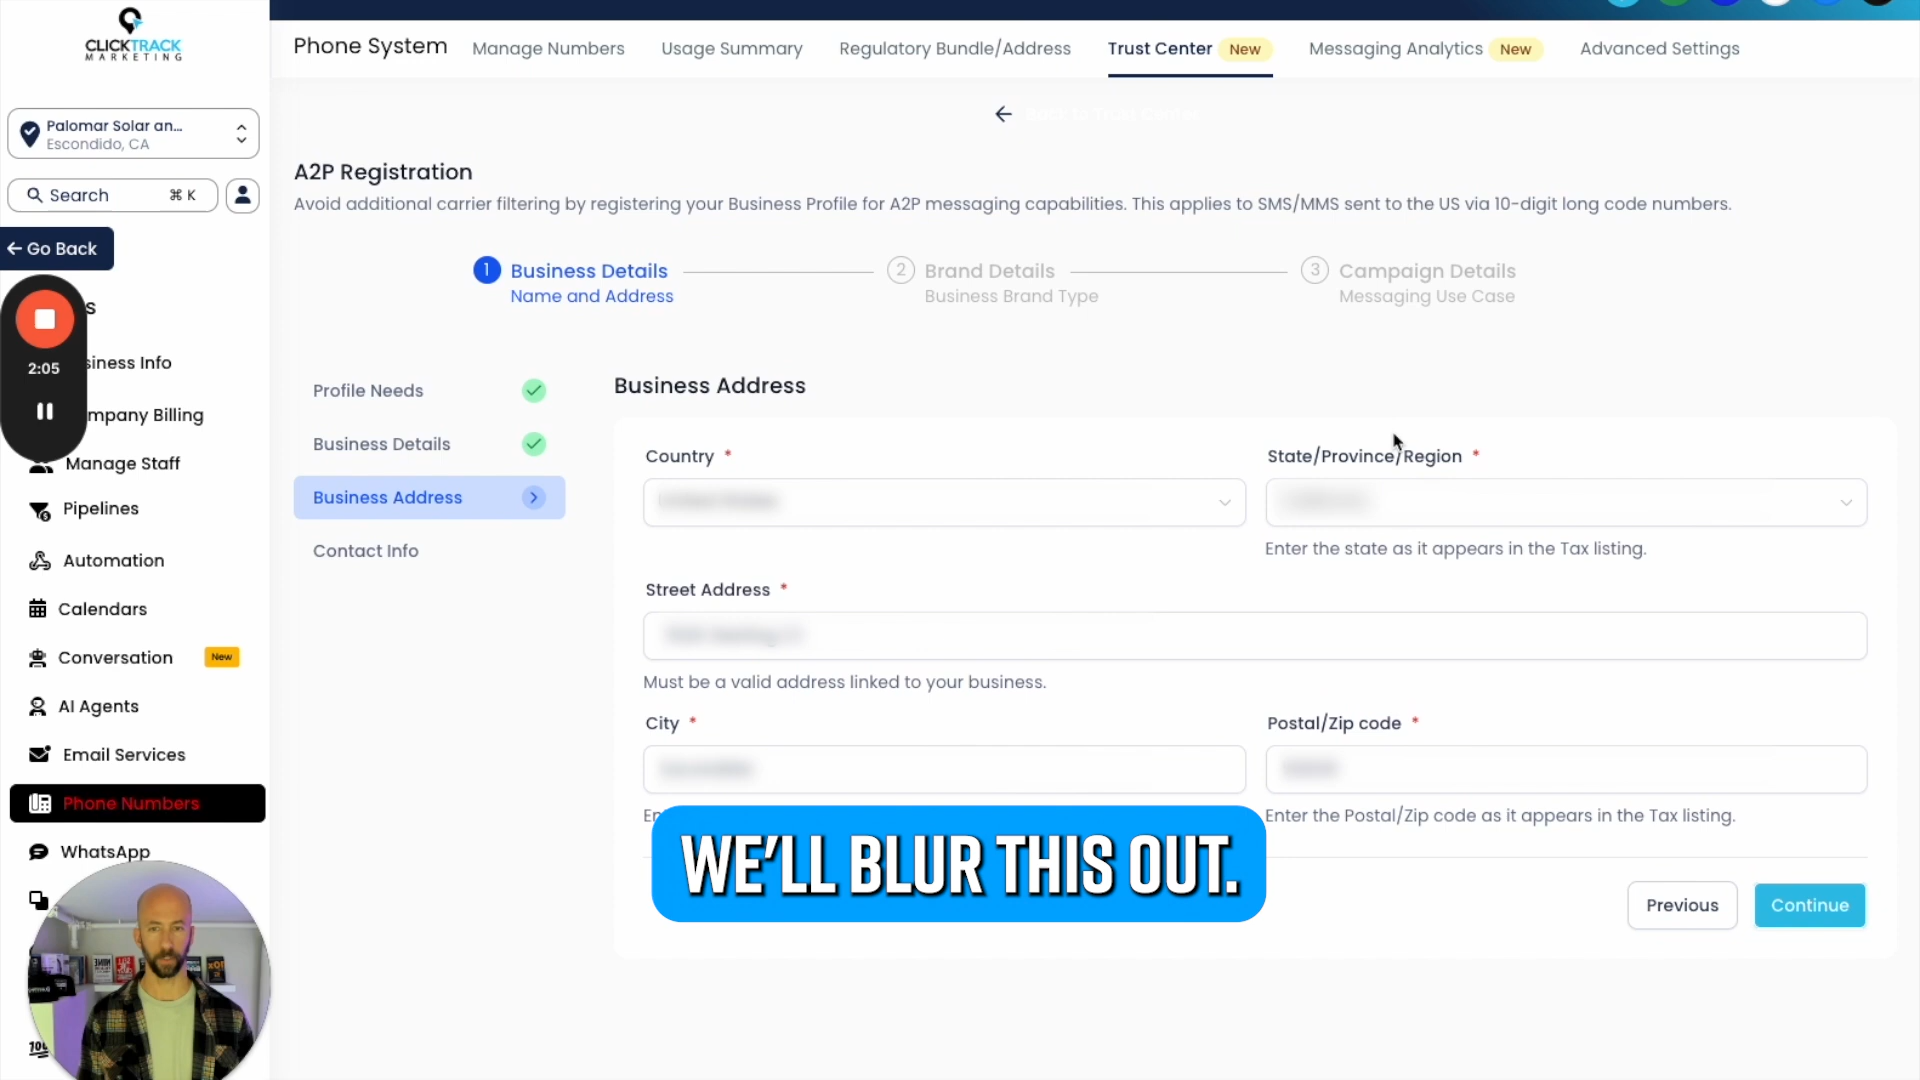 CLICKTRACK
MARKETING
Palomar Solar an...
Escondido, CA
Search ⌘ K
← Go Back
S
2:05
siness Info
mpany Billing
Manage Staff
Pipelines
Automation
Calendars
Conversation New
AI Agents
Email Services
Phone Numbers
WhatsApp
Phone System
Manage Numbers
Usage Summary
Regulatory Bundle/Address
Trust Center New
Messaging Analytics New
Advanced Settings
← Back to Trust Center
A2P Registration
Avoid additional carrier filtering by registering your Business Profile for A2P messaging capabilities. This applies to SMS/MMS sent to the US via 10-digit long code numbers.
1 Business Details
Name and Address
2 Brand Details
Business Brand Type
3 Campaign Details
Messaging Use Case
Profile Needs
Business Details
Business Address
Contact Info
Business Address
Country *
State/Province/Region *
Enter the state as it appears in the Tax listing.
Street Address *
Must be a valid address linked to your business.
City *
Postal/Zip code *
Enter the Postal/Zip code as it appears in the Tax listing.
WE'LL BLUR THIS OUT.
Previous
Continue